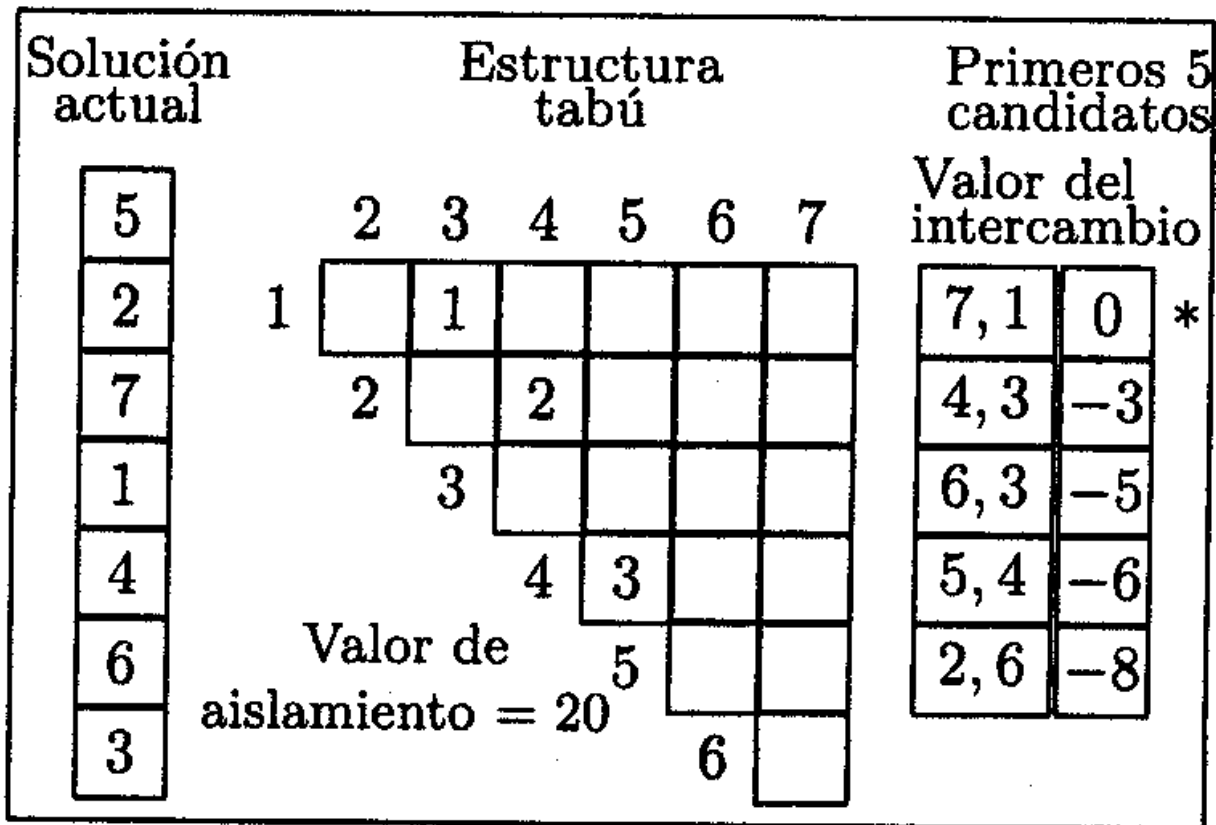 Solución
actual
5
2
7
1
4
6
3
Estructura
tabú
2 3 4 5 6 7
1 1
2 2
3
4 3
5
6
Valor de
aislamiento = 20
Primeros 5
candidatos
Valor del
intercambio
7, 1 0 *
4, 3 −3
6, 3 −5
5, 4 −6
2, 6 −8